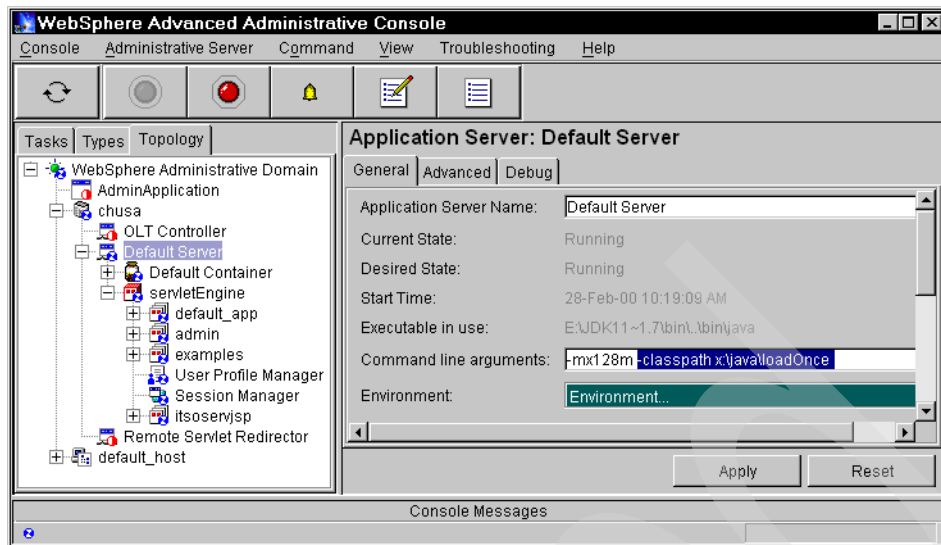 WebSphere Advanced Administrative Console
Console Administrative Server Command View Troubleshooting Help
Tasks Types Topology
WebSphere Administrative Domain
AdminApplication
chusa
OLT Controller
Default Server
Default Container
servletEngine
default_app
admin
examples
User Profile Manager
Session Manager
itsoservjsp
Remote Servlet Redirector
default_host
Application Server: Default Server
General Advanced Debug
Application Server Name: Default Server
Current State: Running
Desired State: Running
Start Time: 28-Feb-00 10:19:09 AM
Executable in use: E:\JDK11~1.7\bin\..\bin\java
Command line arguments: -mx128m -classpath x:\java\loadOnce
Environment: Environment...
Apply Reset
Console Messages